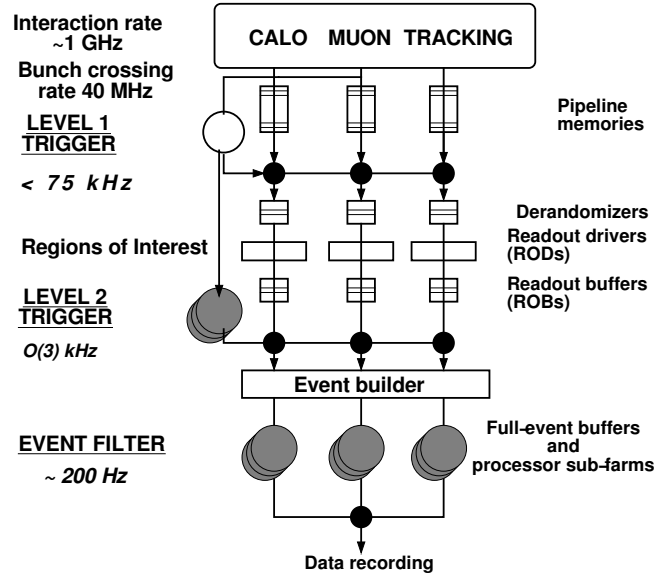 Interaction rate
~1 GHz
CALO MUON TRACKING
Bunch crossing
rate 40 MHz
Pipeline
memories
LEVEL 1
TRIGGER
< 75 kHz
Derandomizers
Regions of Interest
Readout drivers
(RODs)
Readout buffers
(ROBs)
LEVEL 2
TRIGGER
O(3) kHz
Event builder
EVENT FILTER
~ 200 Hz
Full-event buffers
and
processor sub-farms
Data recording